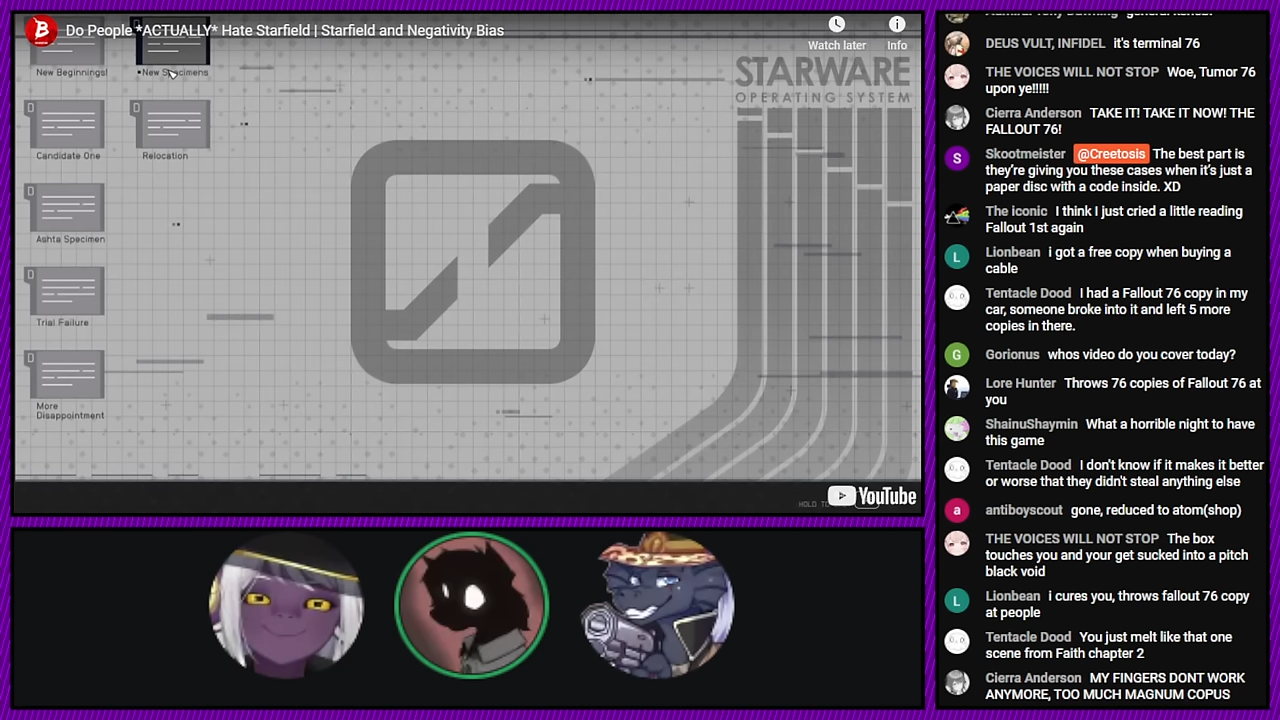 Do People *ACTUALLY* Hate Starfield | Starfield and Negativity Bias
Watch later
Info
New Beginnings!
New Specimens
STARWARE
OPERATING SYSTEM
D
D
Candidate One
Relocation
D
Ashta Specimen
D
Trial Failure
D
More
Disappointment
YouTube
DEUS VULT, INFIDEL it's terminal 76
THE VOICES WILL NOT STOP Woe, Tumor 76
upon ye!!!!!
Cierra Anderson TAKE IT! TAKE IT NOW! THE
FALLOUT 76!
S
Skootmeister @Creetosis The best part is
they're giving you these cases when it's just a
paper disc with a code inside. XD
The iconic I think I just cried a little reading
Fallout 1st again
L
Lionbean i got a free copy when buying a
cable
Tentacle Dood I had a Fallout 76 copy in my
car, someone broke into it and left 5 more
copies in there.
G
Gorionus whos video do you cover today?
Lore Hunter Throws 76 copies of Fallout 76 at
you
ShainuShaymin What a horrible night to have
this game
Tentacle Dood I don't know if it makes it better
or worse that they didn't steal anything else
a
antiboyscout gone, reduced to atom(shop)
THE VOICES WILL NOT STOP The box
touches you and your get sucked into a pitch
black void
L
Lionbean i cures you, throws fallout 76 copy
at people
Tentacle Dood You just melt like that one
scene from Faith chapter 2
Cierra Anderson MY FINGERS DONT WORK
ANYMORE, TOO MUCH MAGNUM COPUS